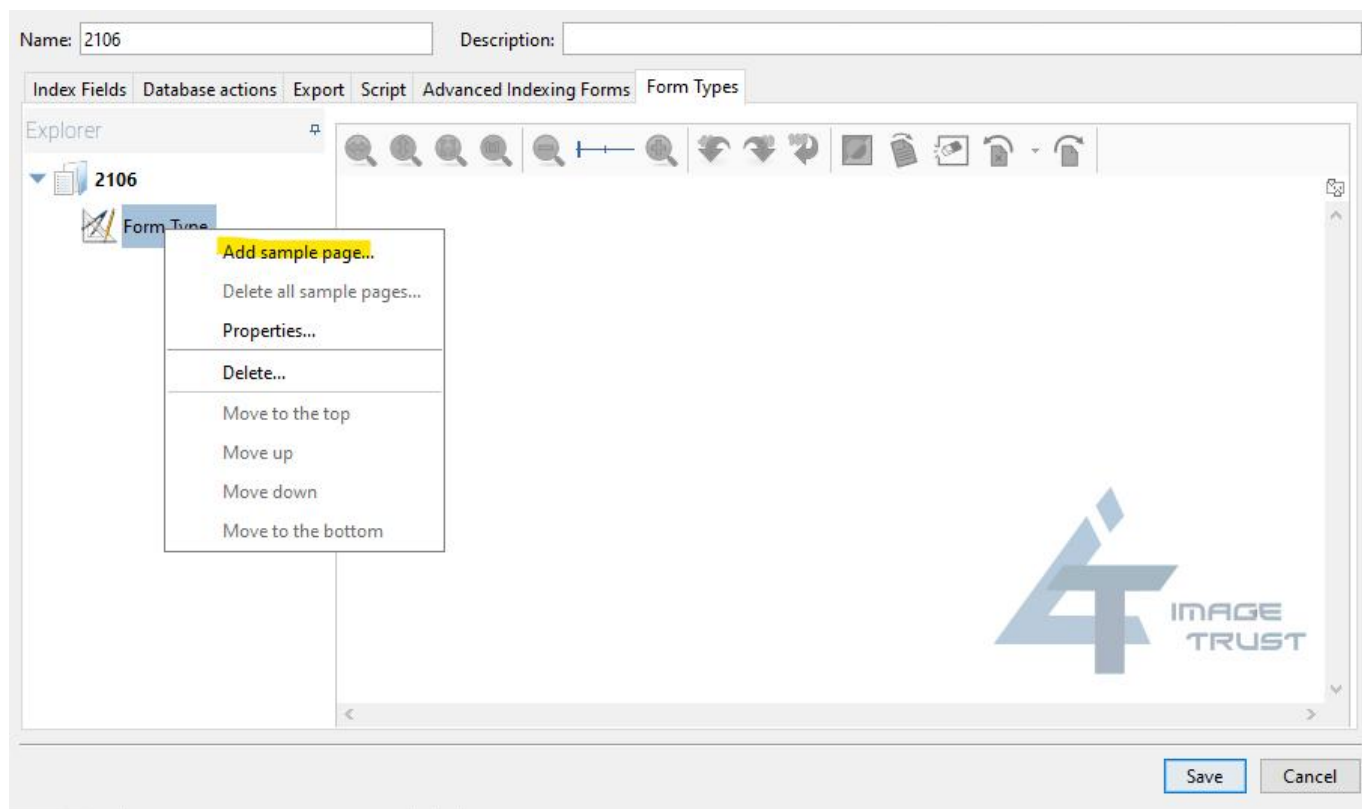 Name: 2106 Description:
Index Fields Database actions Export Script Advanced Indexing Forms Form Types
Explorer
2106
Form Type
Add sample page...
Delete all sample pages...
Properties...
Delete...
Move to the top
Move up
Move down
Move to the bottom
IMAGE
TRUST
Save Cancel